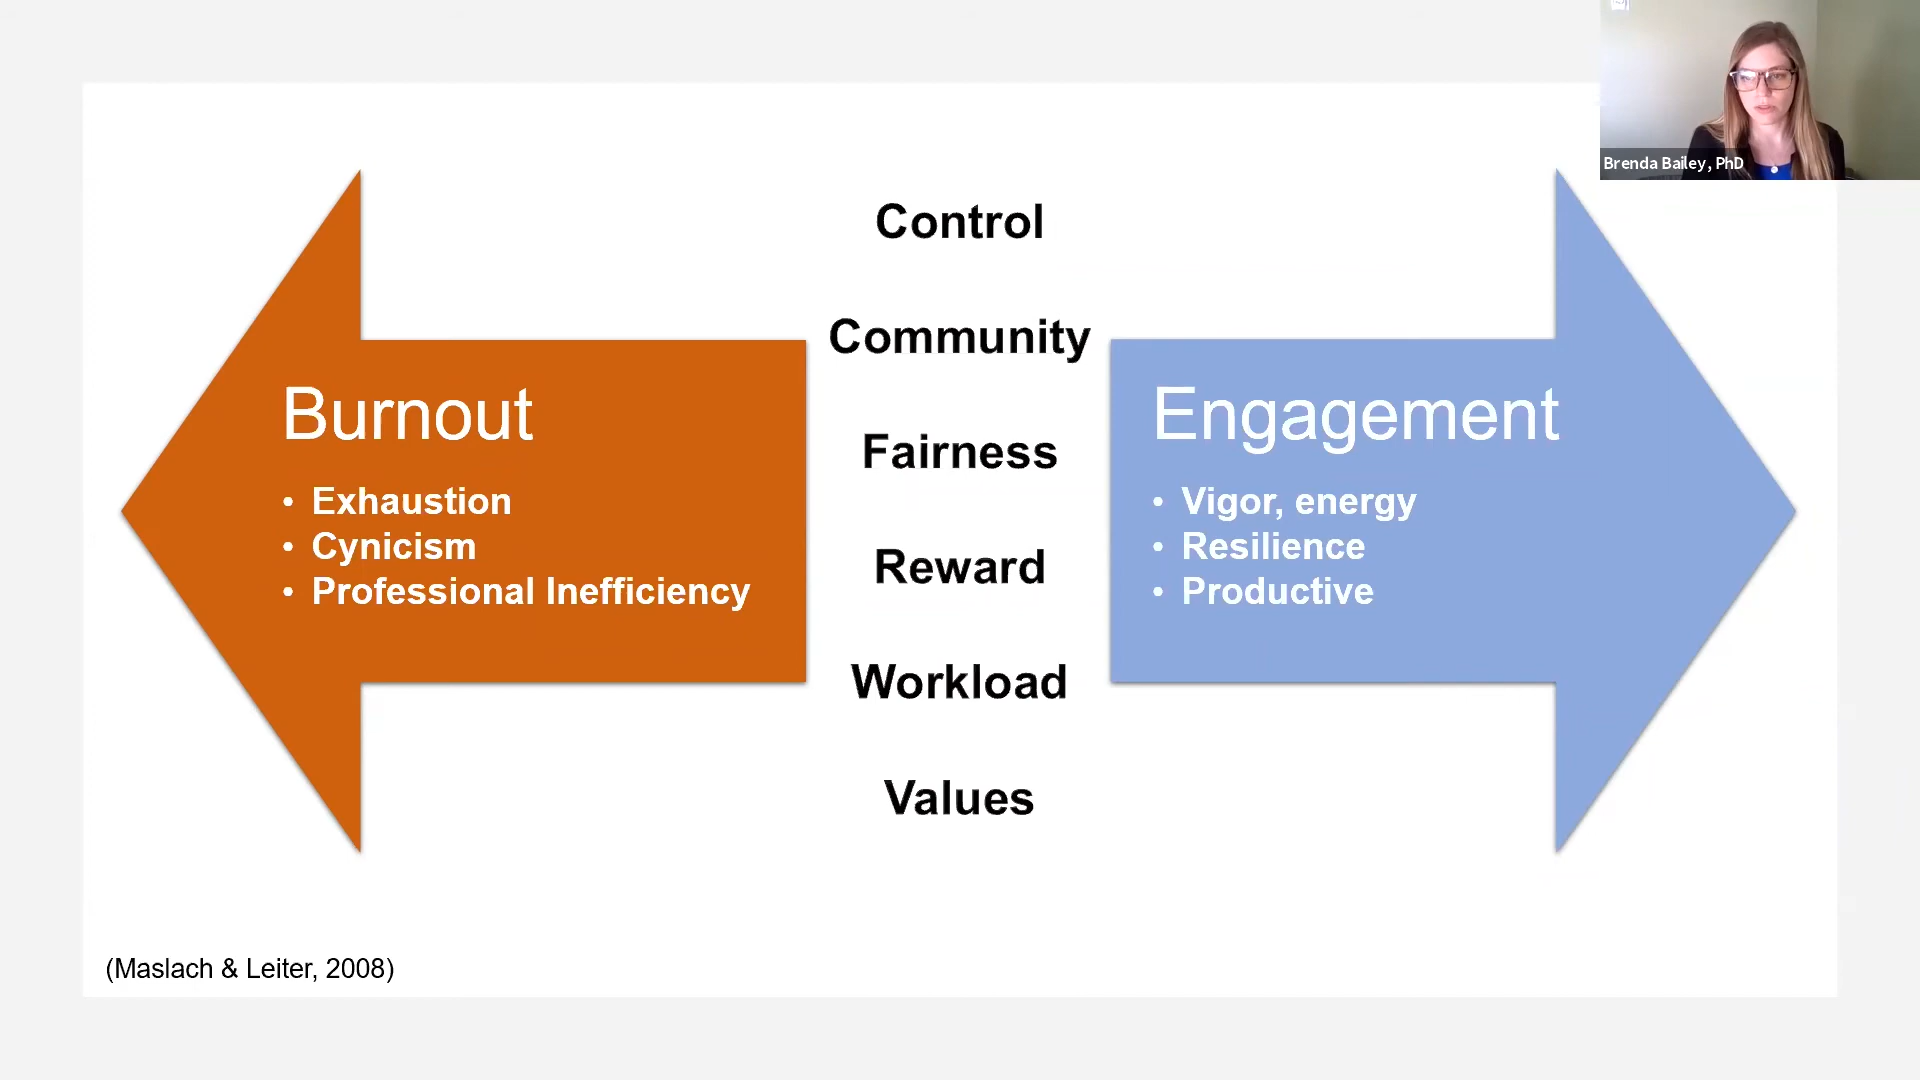 Brenda Bailey, PhD
Control
Community
Fairness
Reward
Workload
Values
Burnout
• Exhaustion
• Cynicism
• Professional Inefficiency
Engagement
• Vigor, energy
• Resilience
• Productive
(Maslach & Leiter, 2008)